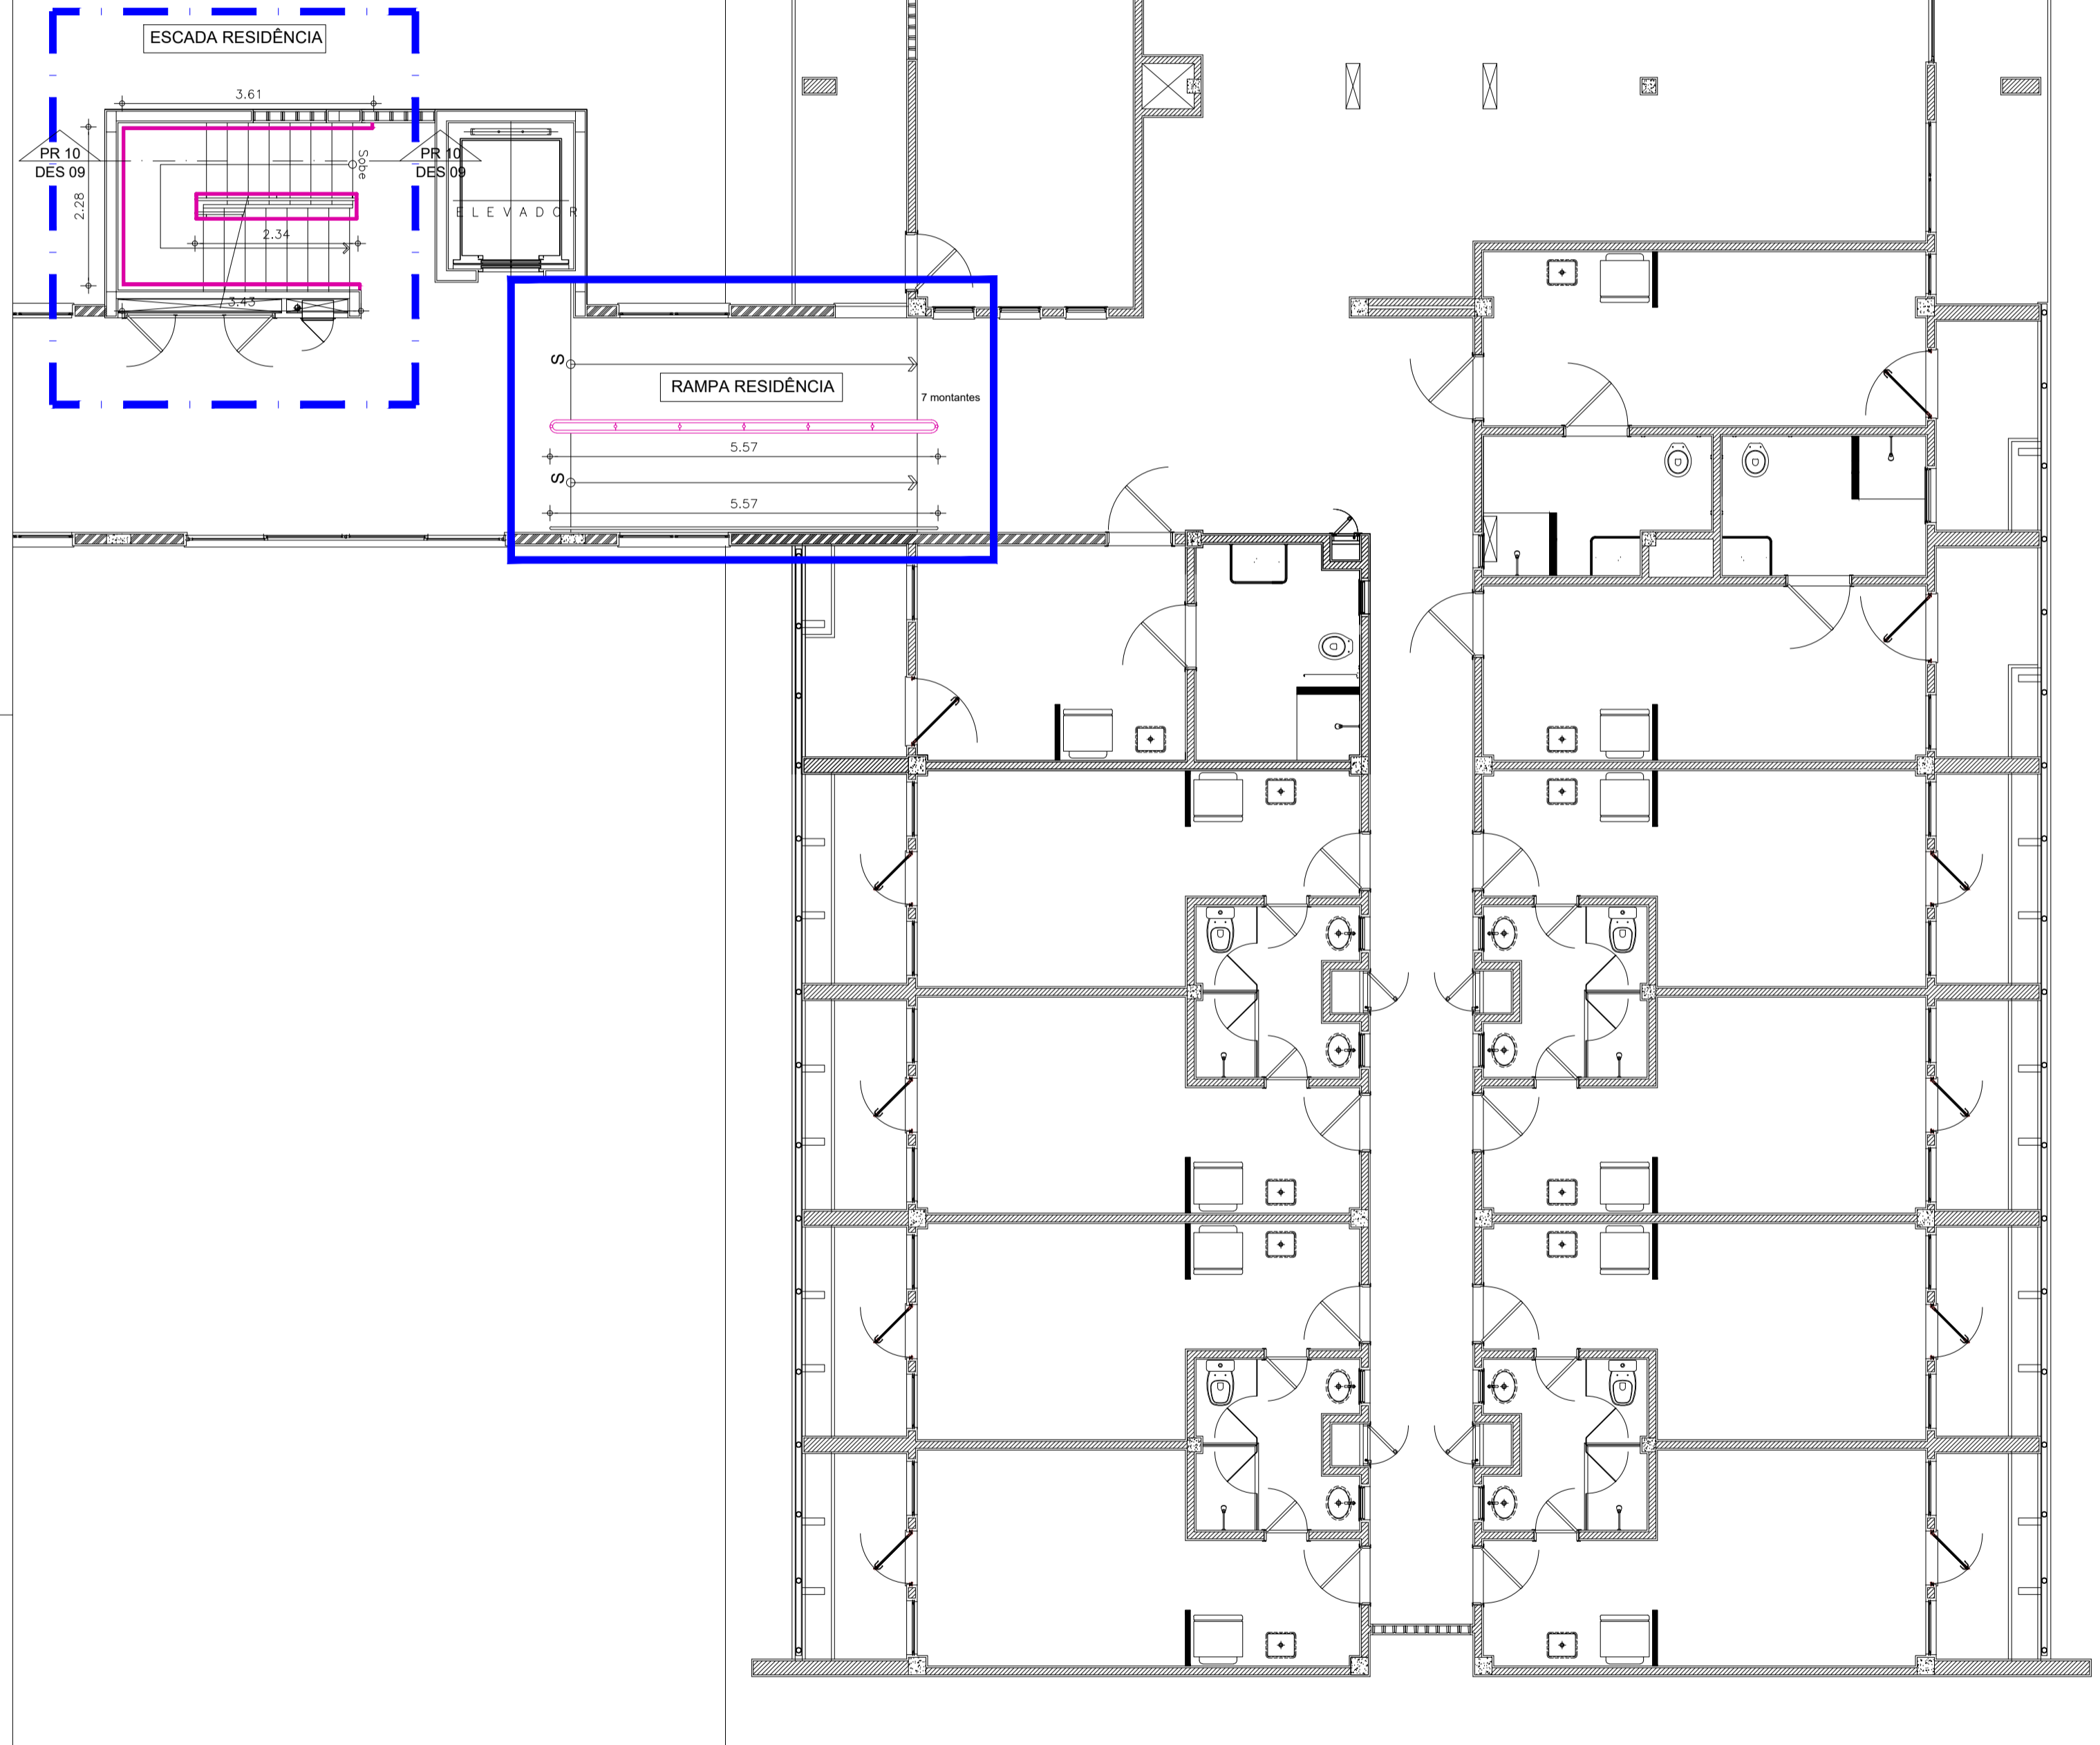 ESCADA RESIDÊNCIA
3.61
PR 10
DES 09
Sobe
PR 10
DES 09
2.28
2.34
ELEVADOR
3.43
S
RAMPA RESIDÊNCIA
7 montantes
5.57
S
5.57